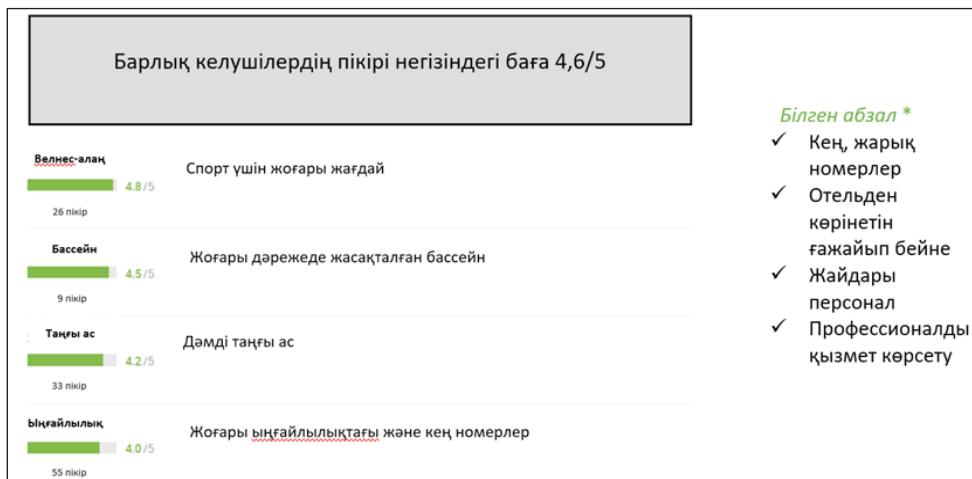 Барлық келушілердің пікірі негізіндегі баға 4,6/5
Велнес-алаң
4.8/5
26 пікір
Спорт үшін жоғары жағдай
Бассейн
4.5/5
9 пікір
Жоғары дәрежеде жасақталған бассейн
Таңғы ас
4.2/5
33 пікір
Дәмді таңғы ас
Ыңғайлылық
4.0/5
55 пікір
Жоғары ыңғайлылықтағы және кең номерлер
Білген абзал *
✓ Кең, жарық
номерлер
✓ Отельден
көрінетін
ғажайып бейне
✓ Жайдары
персонал
✓ Профессионалды
қызмет көрсету